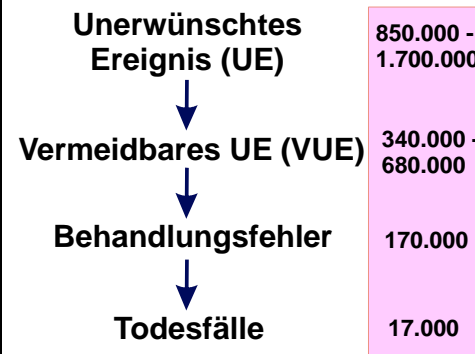 Unerwünschtes
Ereignis (UE)
850.000 -
1.700.000
Vermeidbares UE (VUE)
340.000 -
680.000
Behandlungsfehler
170.000
Todesfälle
17.000